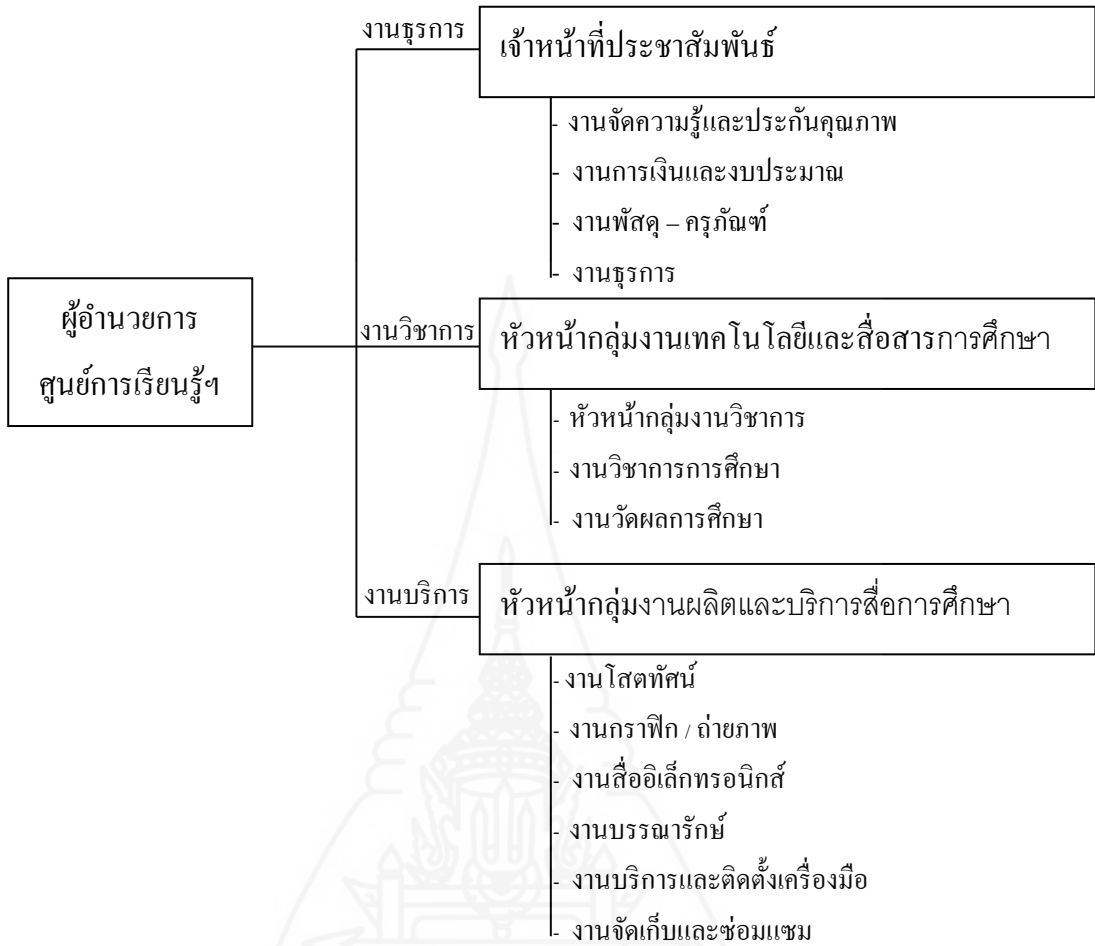 งานธุรการ
เจ้าหน้าที่ประชาสัมพันธ์
- งานจัดความรู้และประกันคุณภาพ
- งานการเงินและงบประมาณ
- งานพัสดุ – ครุภัณฑ์
- งานธุรการ
ผู้อำนวยการ
ศูนย์การเรียนรู้ฯ
งานวิชาการ
หัวหน้ากลุ่มงานเทคโนโลยีและสื่อสารการศึกษา
- หัวหน้ากลุ่มงานวิชาการ
- งานวิชาการการศึกษา
- งานวัดผลการศึกษา
งานบริการ
หัวหน้ากลุ่มงานผลิตและบริการสื่อการศึกษา
- งานโสตทัศน์
- งานกราฟิก / ถ่ายภาพ
- งานสื่ออิเล็กทรอนิกส์
- งานบรรณารักษ์
- งานบริการและติดตั้งเครื่องมือ
- งานจัดเก็บและซ่อมแซม